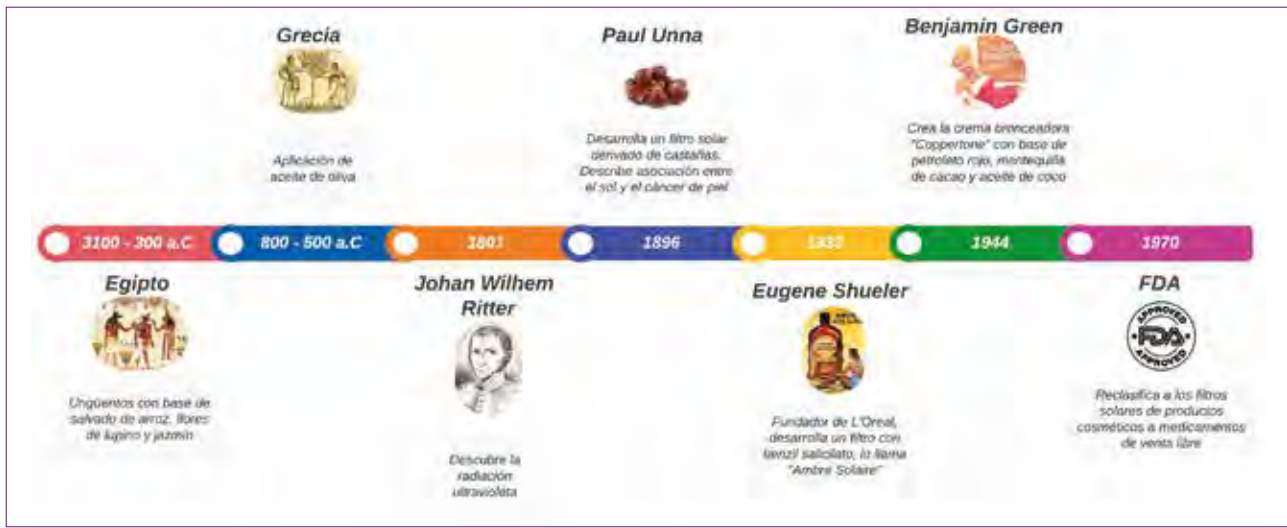 Grecia
Aplicación de
aceite de oliva
Paul Unna
Desarrolla un filtro solar
derivado de castañas.
Describe asociación entre
el sol y el cáncer de piel
Benjamin Green
Crea la crema bronceadora
"Coppertone" con base de
petrolato rojo, mantequilla
de cacao y aceite de coco
3100 - 300 a.C
800 - 500 a.C
1801
1896
1944
1970
Egipto
Ungüentos con base de
salvado de arroz, flores
de lupino y jazmín
Johan Wilhem
Ritter
Descubre la
radiación
ultravioleta
Eugene Shueler
Fundador de L'Oreal,
desarrolla un filtro con
benzil salicilato, lo llama
"Ambre Solaire"
FDA
APPROVED
FDA
APPROVED
Reclasifica a los filtros
solares de productos
cosméticos a medicamentos
de venta libre